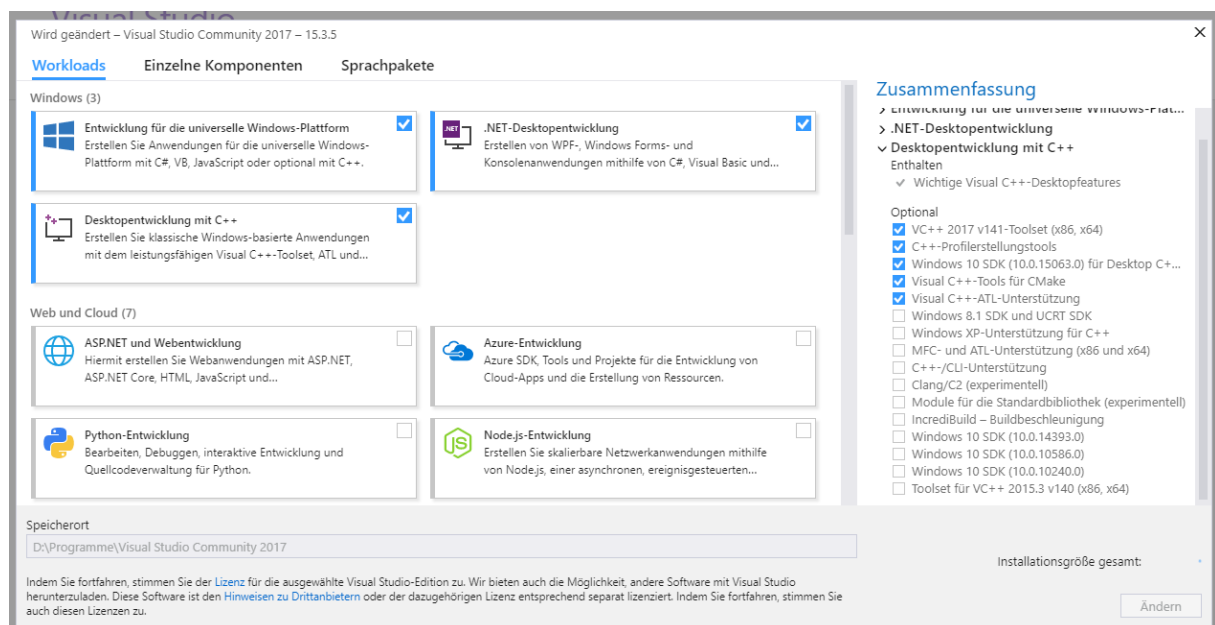 Visual Studio
Wird geändert – Visual Studio Community 2017 – 15.3.5
Workloads Einzelne Komponenten Sprachpakete
Windows (3)
Entwicklung für die universelle Windows-Plattform
Erstellen Sie Anwendungen für die universelle Windows-
Plattform mit C#, VB, JavaScript oder optional mit C++.
.NET
.NET-Desktopentwicklung
Erstellen von WPF-, Windows Forms- und
Konsolenanwendungen mithilfe von C#, Visual Basic und...
Desktopentwicklung mit C++
Erstellen Sie klassische Windows-basierte Anwendungen
mit dem leistungsfähigen Visual C++-Toolset, ATL und...
Web und Cloud (7)
ASP.NET und Webentwicklung
Hiermit erstellen Sie Webanwendungen mit ASP.NET,
ASP.NET Core, HTML, JavaScript und...
Azure-Entwicklung
Azure SDK, Tools und Projekte für die Entwicklung von
Cloud-Apps und die Erstellung von Ressourcen.
Python-Entwicklung
Bearbeiten, Debuggen, interaktive Entwicklung und
Quellcodeverwaltung für Python.
JS
Node.js-Entwicklung
Erstellen Sie skalierbare Netzwerkanwendungen mithilfe
von Node.js, einer asynchronen, ereignisgesteuerten...
Zusammenfassung
Entwicklung für die universelle Windows-Plat...
.NET-Desktopentwicklung
Desktopentwicklung mit C++
Enthalten
Wichtige Visual C++-Desktopfeatures
Optional
VC++ 2017 v141-Toolset (x86, x64)
C++-Profilerstellungstools
Windows 10 SDK (10.0.15063.0) für Desktop C+...
Visual C++-Tools für CMake
Visual C++-ATL-Unterstützung
Windows 8.1 SDK und UCRT SDK
Windows XP-Unterstützung für C++
MFC- und ATL-Unterstützung (x86 und x64)
C++-/CLI-Unterstützung
Clang/C2 (experimentell)
Module für die Standardbibliothek (experimentell)
IncrediBuild – Buildbeschleunigung
Windows 10 SDK (10.0.14393.0)
Windows 10 SDK (10.0.10586.0)
Windows 10 SDK (10.0.10240.0)
Toolset für VC++ 2015.3 v140 (x86, x64)
Speicherort
D:\Programme\Visual Studio Community 2017
Indem Sie fortfahren, stimmen Sie der Lizenz für die ausgewählte Visual Studio-Edition zu. Wir bieten auch die Möglichkeit, andere Software mit Visual Studio
herunterzuladen. Diese Software ist den Hinweisen zu Drittanbietern oder der dazugehörigen Lizenz entsprechend separat lizenziert. Indem Sie fortfahren, stimmen Sie
auch diesen Lizenzen zu.
Installationsgröße gesamt:
Ändern